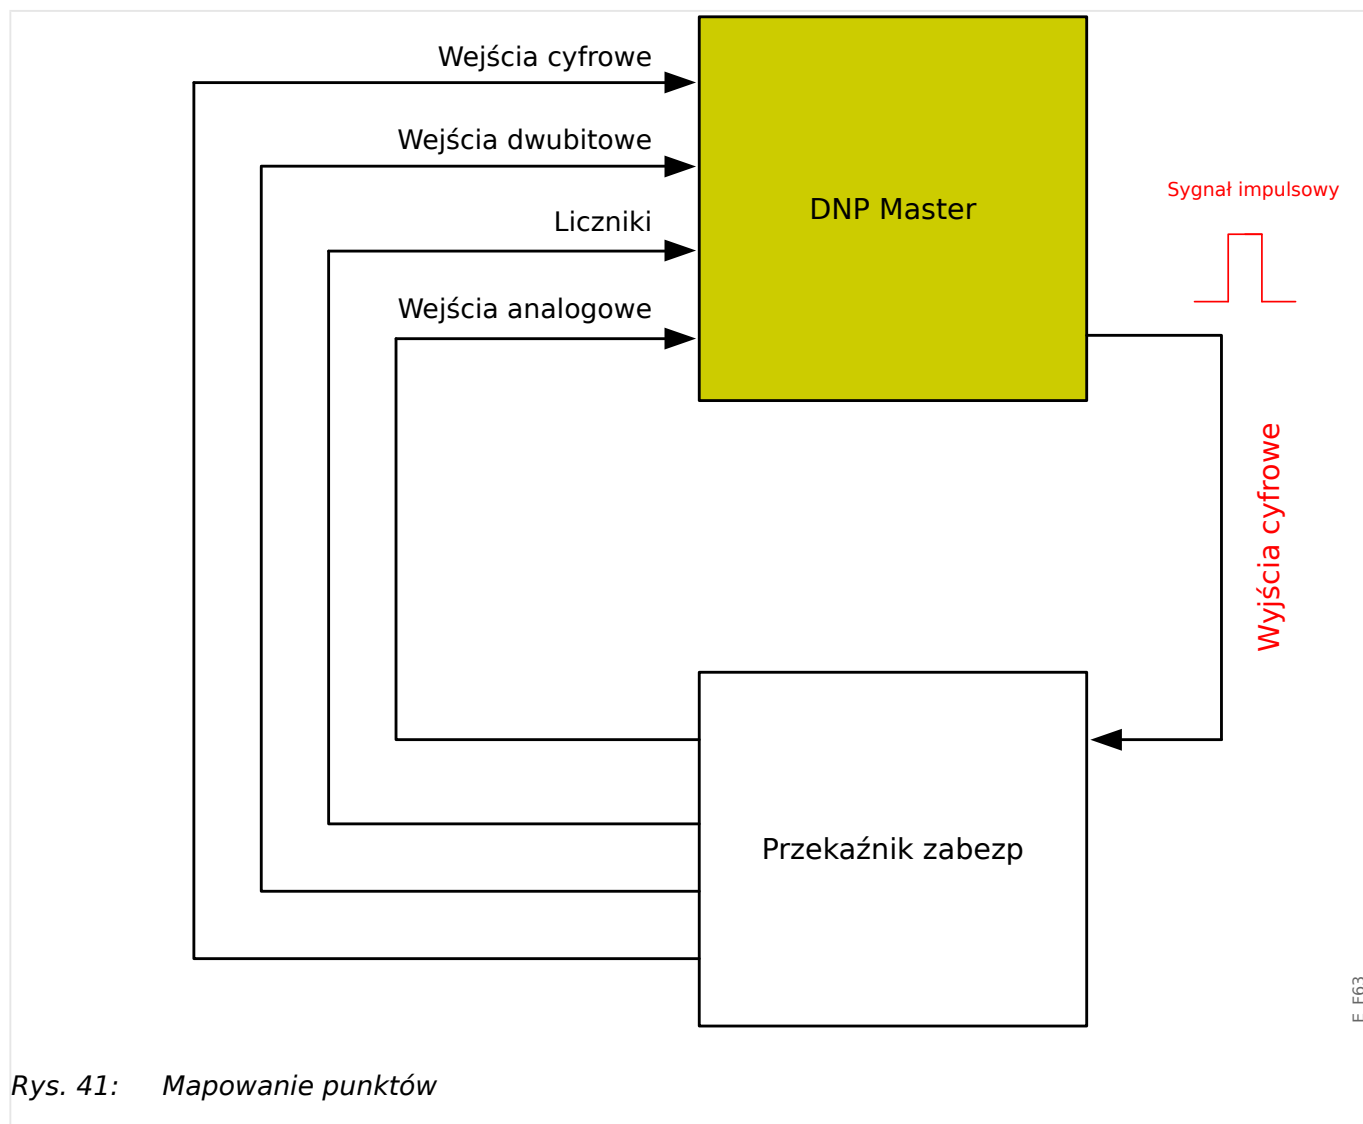 Wejścia cyfrowe
Wejścia dwubitowe
Liczniki
Wejścia analogowe
DNP Master
Sygnał impulsowy
Wyjścia cyfrowe
Przekaźnik zabezp
Rys. 41: Mapowanie punktów